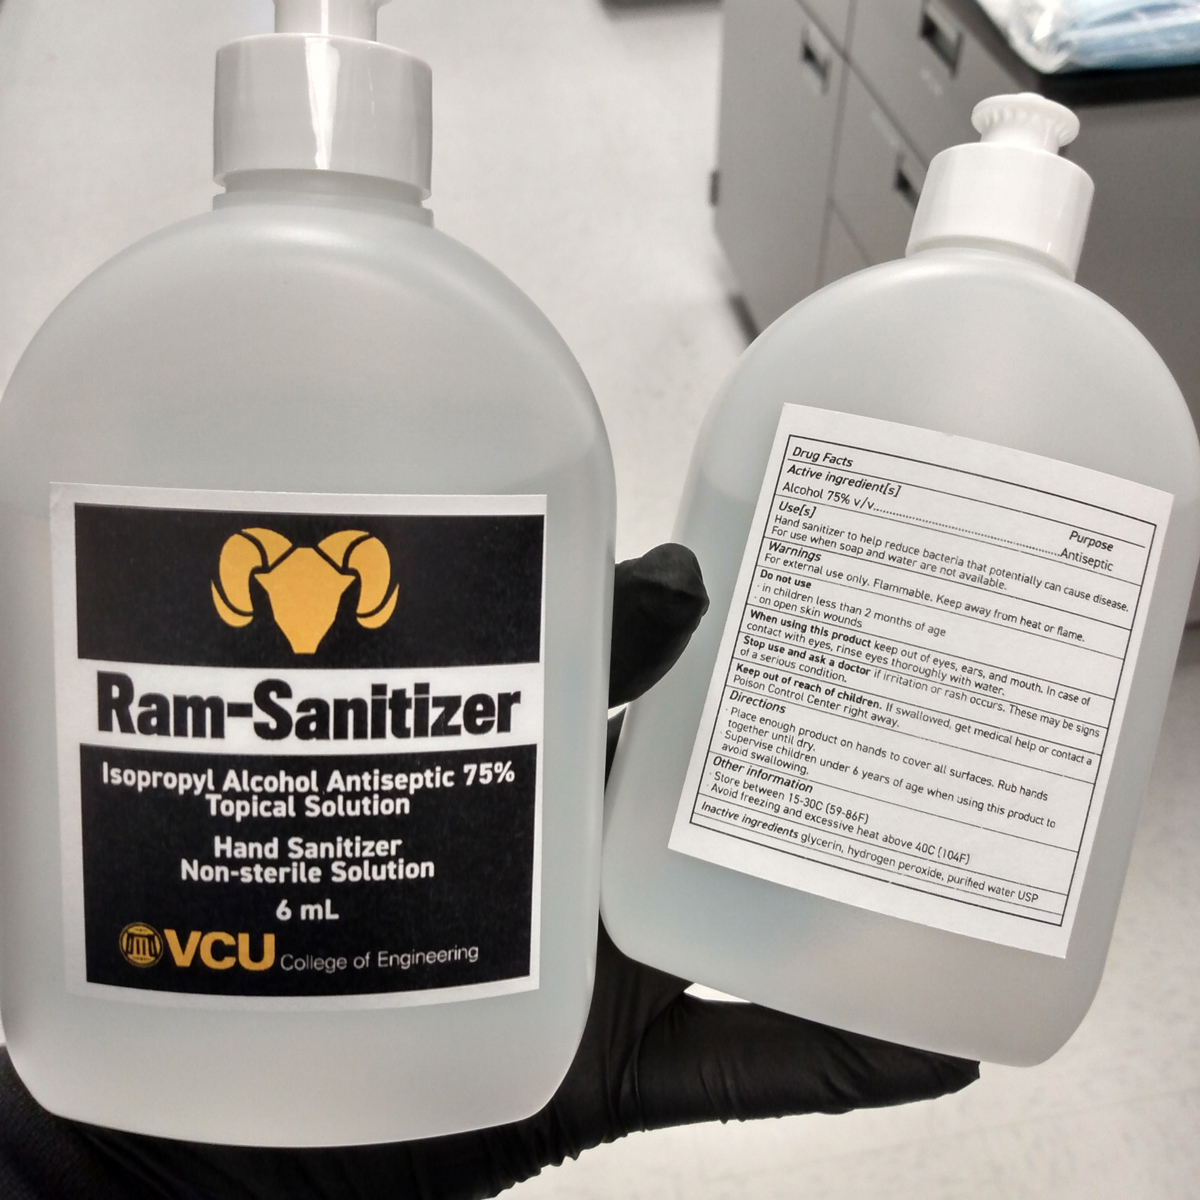 Ram-Sanitizer
Isopropyl Alcohol Antiseptic 75%
Topical Solution
Hand Sanitizer
Non-sterile Solution
6 mL
VCU College of Engineering
Drug Facts
Active ingredient[s]
Purpose
Alcohol 75% v/v........................................................Antiseptic
Use[s]
Hand sanitizer to help reduce bacteria that potentially can cause disease.
For use when soap and water are not available.
Warnings
For external use only. Flammable. Keep away from heat or flame.
Do not use
· in children less than 2 months of age
· on open skin wounds
When using this product keep out of eyes, ears, and mouth. In case of
contact with eyes, rinse eyes thoroughly with water.
Stop use and ask a doctor if irritation or rash occurs. These may be signs
of a serious condition.
Keep out of reach of children. If swallowed, get medical help or contact a
Poison Control Center right away.
Directions
· Place enough product on hands to cover all surfaces. Rub hands
together until dry.
· Supervise children under 6 years of age when using this product to
avoid swallowing.
Other information
· Store between 15-30C (59-86F)
· Avoid freezing and excessive heat above 40C (104F)
Inactive ingredients glycerin, hydrogen peroxide, purified water USP